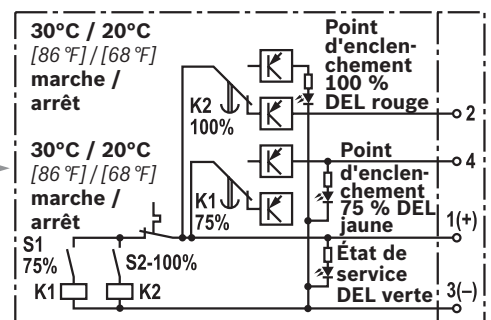 30°C / 20°C
[86 °F] / [68 °F]
marche /
arrêt
K2
100%
Point
d'enclen-
chement
100 %
DEL rouge
2
30°C / 20°C
[86 °F] / [68 °F]
marche /
arrêt
K1
75%
Point
d'enclen-
chement
75 % DEL
jaune
4
1(+)
S1
75%
S2-100%
K1
K2
État de
service
DEL verte
3(–)